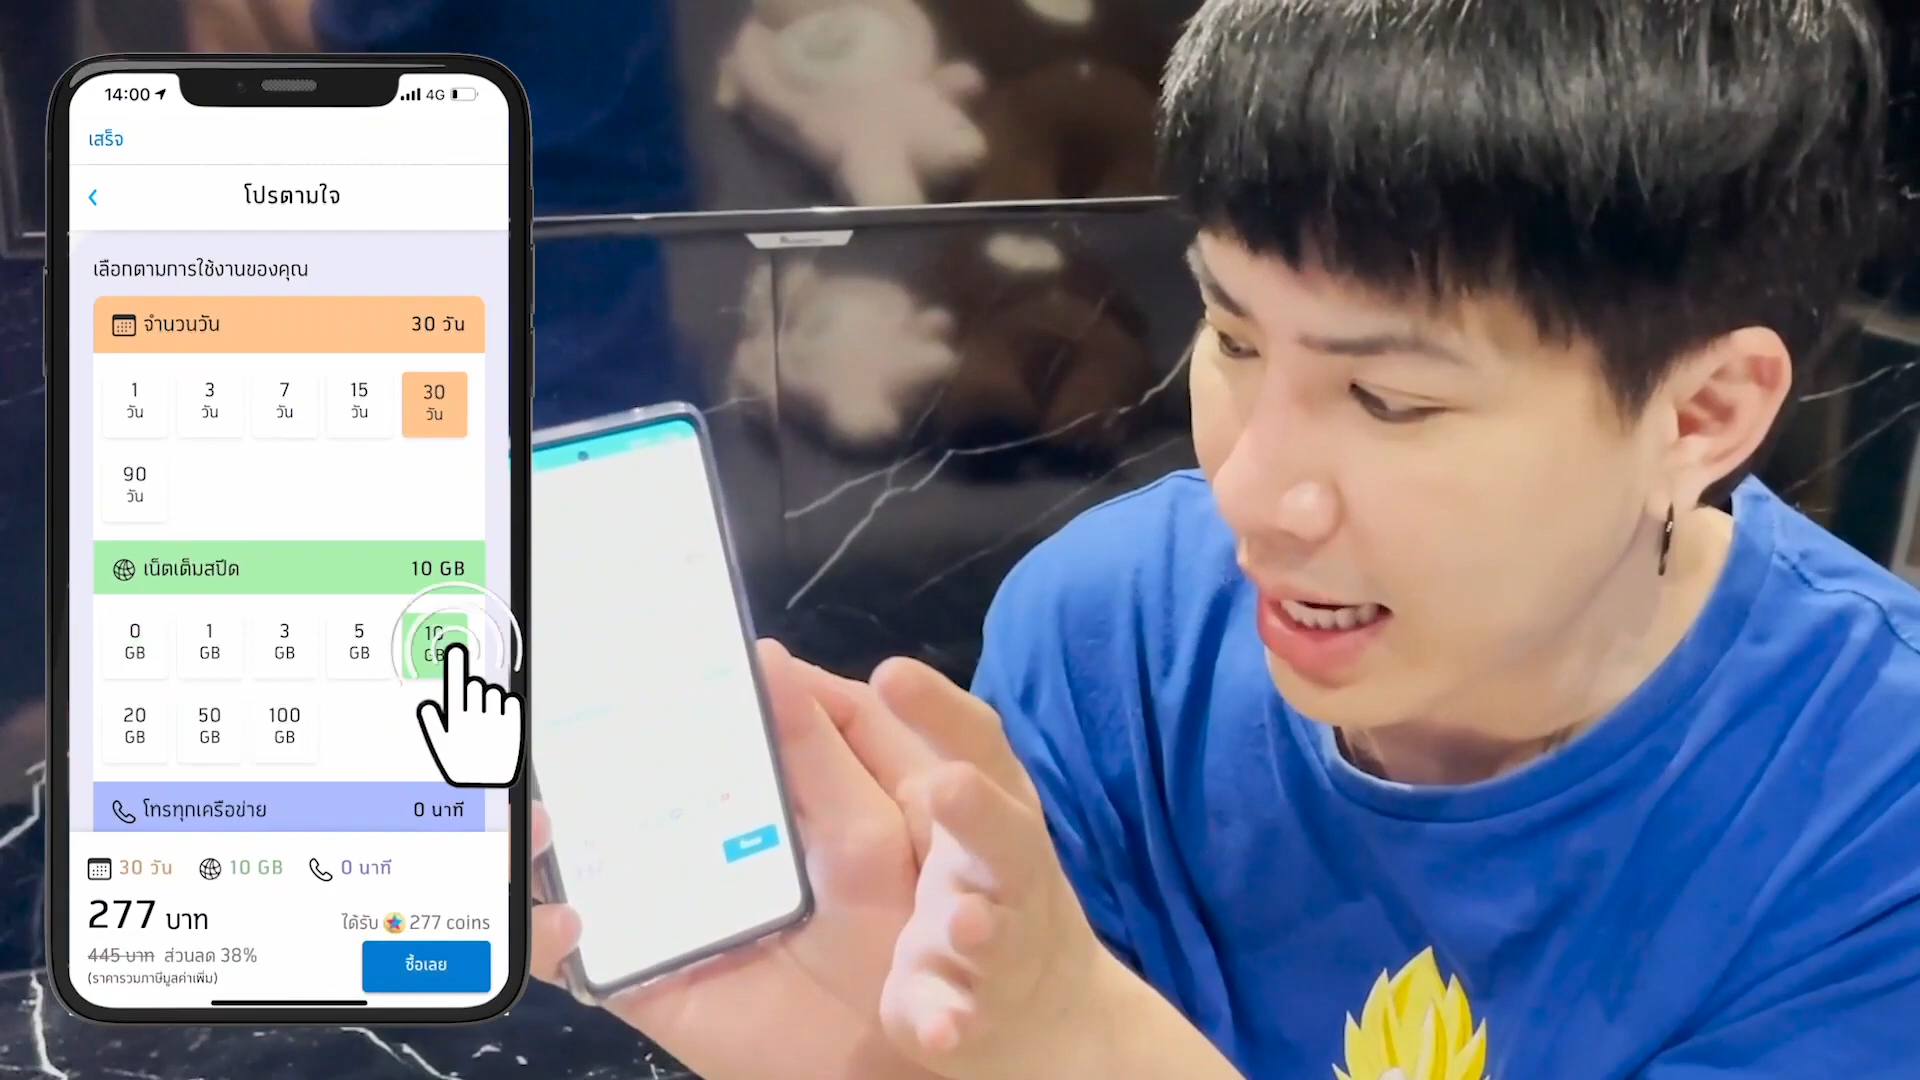 14:00
4G
เสร็จ
โปรตามใจ
เลือกตามการใช้งานของคุณ
จำนวนวัน 30 วัน
1 วัน
3 วัน
7 วัน
15 วัน
30 วัน
90 วัน
เน็ตเต็มสปีด 10 GB
0 GB
1 GB
3 GB
5 GB
10 GB
20 GB
50 GB
100 GB
โทรทุกเครือข่าย 0 นาที
30 วัน 10 GB 0 นาที
277 บาท
ได้รับ 277 coins
445 บาท ส่วนลด 38%
(ราคารวมภาษีมูลค่าเพิ่ม)
ซื้อเลย